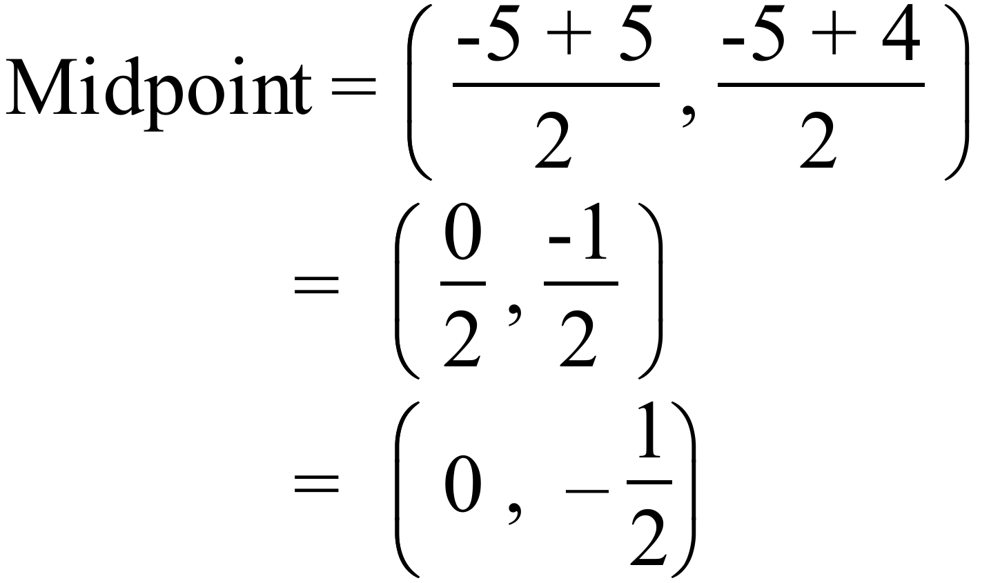 Midpoint = ( -5 + 5 / 2 , -5 + 4 / 2 )
= ( 0 / 2 , -1 / 2 )
= ( 0 , − 1 / 2 )